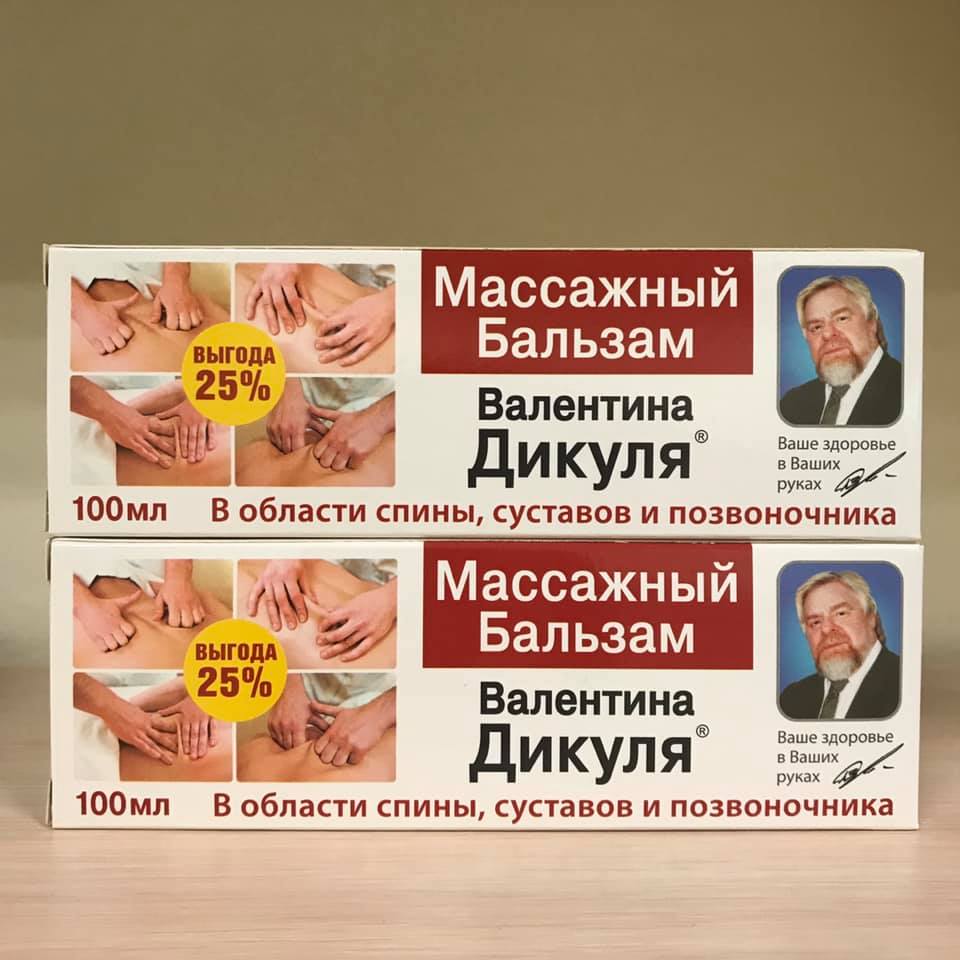 ВЫГОДА
25%
Массажный
Бальзам
Валентина
Дикуля®
Ваше здоровье
в Ваших
руках
100мл В области спины, суставов и позвоночника
ВЫГОДА
25%
Массажный
Бальзам
Валентина
Дикуля®
Ваше здоровье
в Ваших
руках
100мл В области спины, суставов и позвоночника